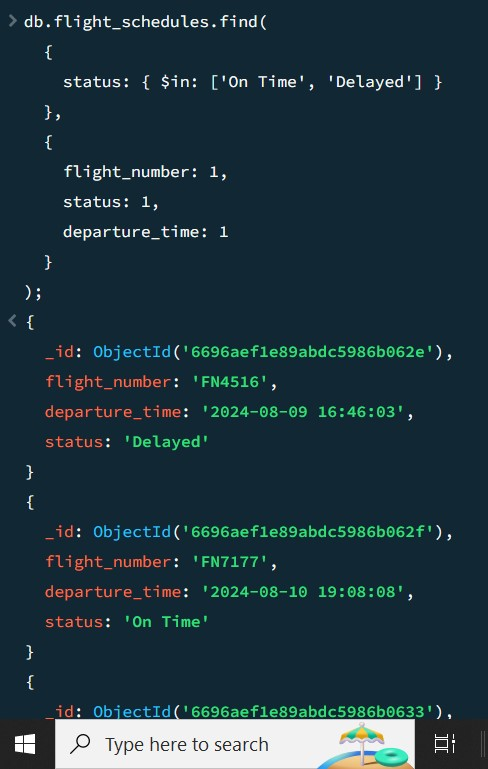 db.flight_schedules.find(
{
status: { $in: ['On Time', 'Delayed'] }
},
{
flight_number: 1,
status: 1,
departure_time: 1
}
);
{
_id: ObjectId('6696aef1e89abdc5986b062e'),
flight_number: 'FN4516',
departure_time: '2024-08-09 16:46:03',
status: 'Delayed'
}
{
_id: ObjectId('6696aef1e89abdc5986b062f'),
flight_number: 'FN7177',
departure_time: '2024-08-10 19:08:08',
status: 'On Time'
}
{
_id: ObjectId('6696aef1e89abdc5986b0633'),
Type here to search